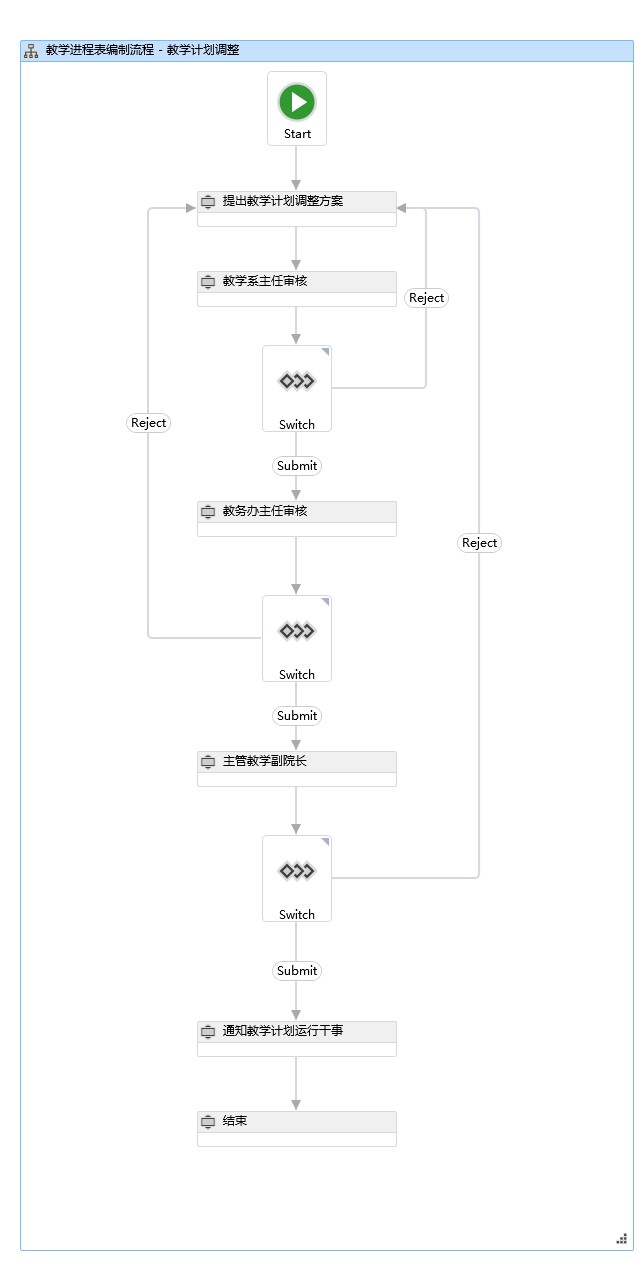 教学进程表编制流程 - 教学计划调整
Start
提出教学计划调整方案
教学系主任审核
Reject
Switch
Reject
Submit
教务办主任审核
Reject
Switch
Submit
主管教学副院长
Switch
Submit
通知教学计划运行干事
结束